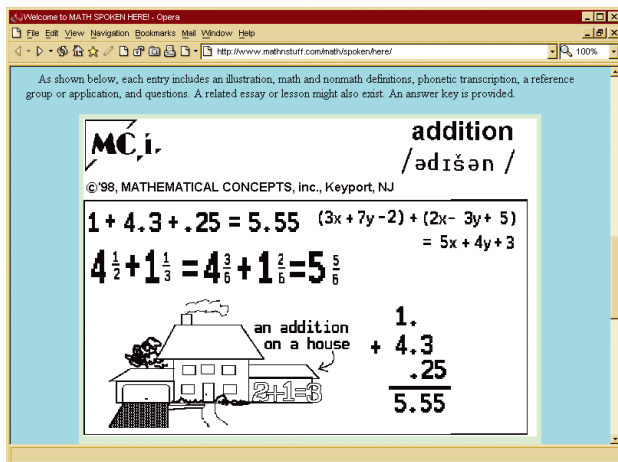 Welcome to MATH SPOKEN HERE! - Opera
File Edit View Navigation Bookmarks Mail Window Help
http://www.mathnstuff.com/math/spoken/here/ 100%
As shown below, each entry includes an illustration, math and nonmath definitions, phonetic transcription, a reference
group or application, and questions. A related essay or lesson might also exist. An answer key is provided.
MC,i.
addition
/ədɪšən /
©'98, MATHEMATICAL CONCEPTS, inc., Keyport, NJ
1 + 4.3 + .25 = 5.55
(3x + 7y - 2) + (2x - 3y + 5)
= 5x + 4y + 3
4 1/2 + 1 1/3 = 4 3/6 + 1 2/6 = 5 5/6
an addition
on a house
2+1=3
1.
+ 4.3
.25
5.55